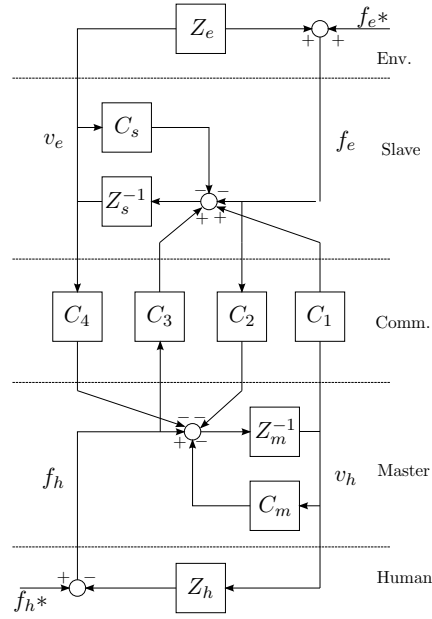 Z_e
f_e*
+ +
Env.
C_s
v_e
f_e
Slave
− −
Z_s^{-1}
+ +
C_4
C_3
C_2
C_1
Comm.
− −
+ −
Z_m^{-1}
f_h
v_h
Master
C_m
+ −
Z_h
Human
f_h*